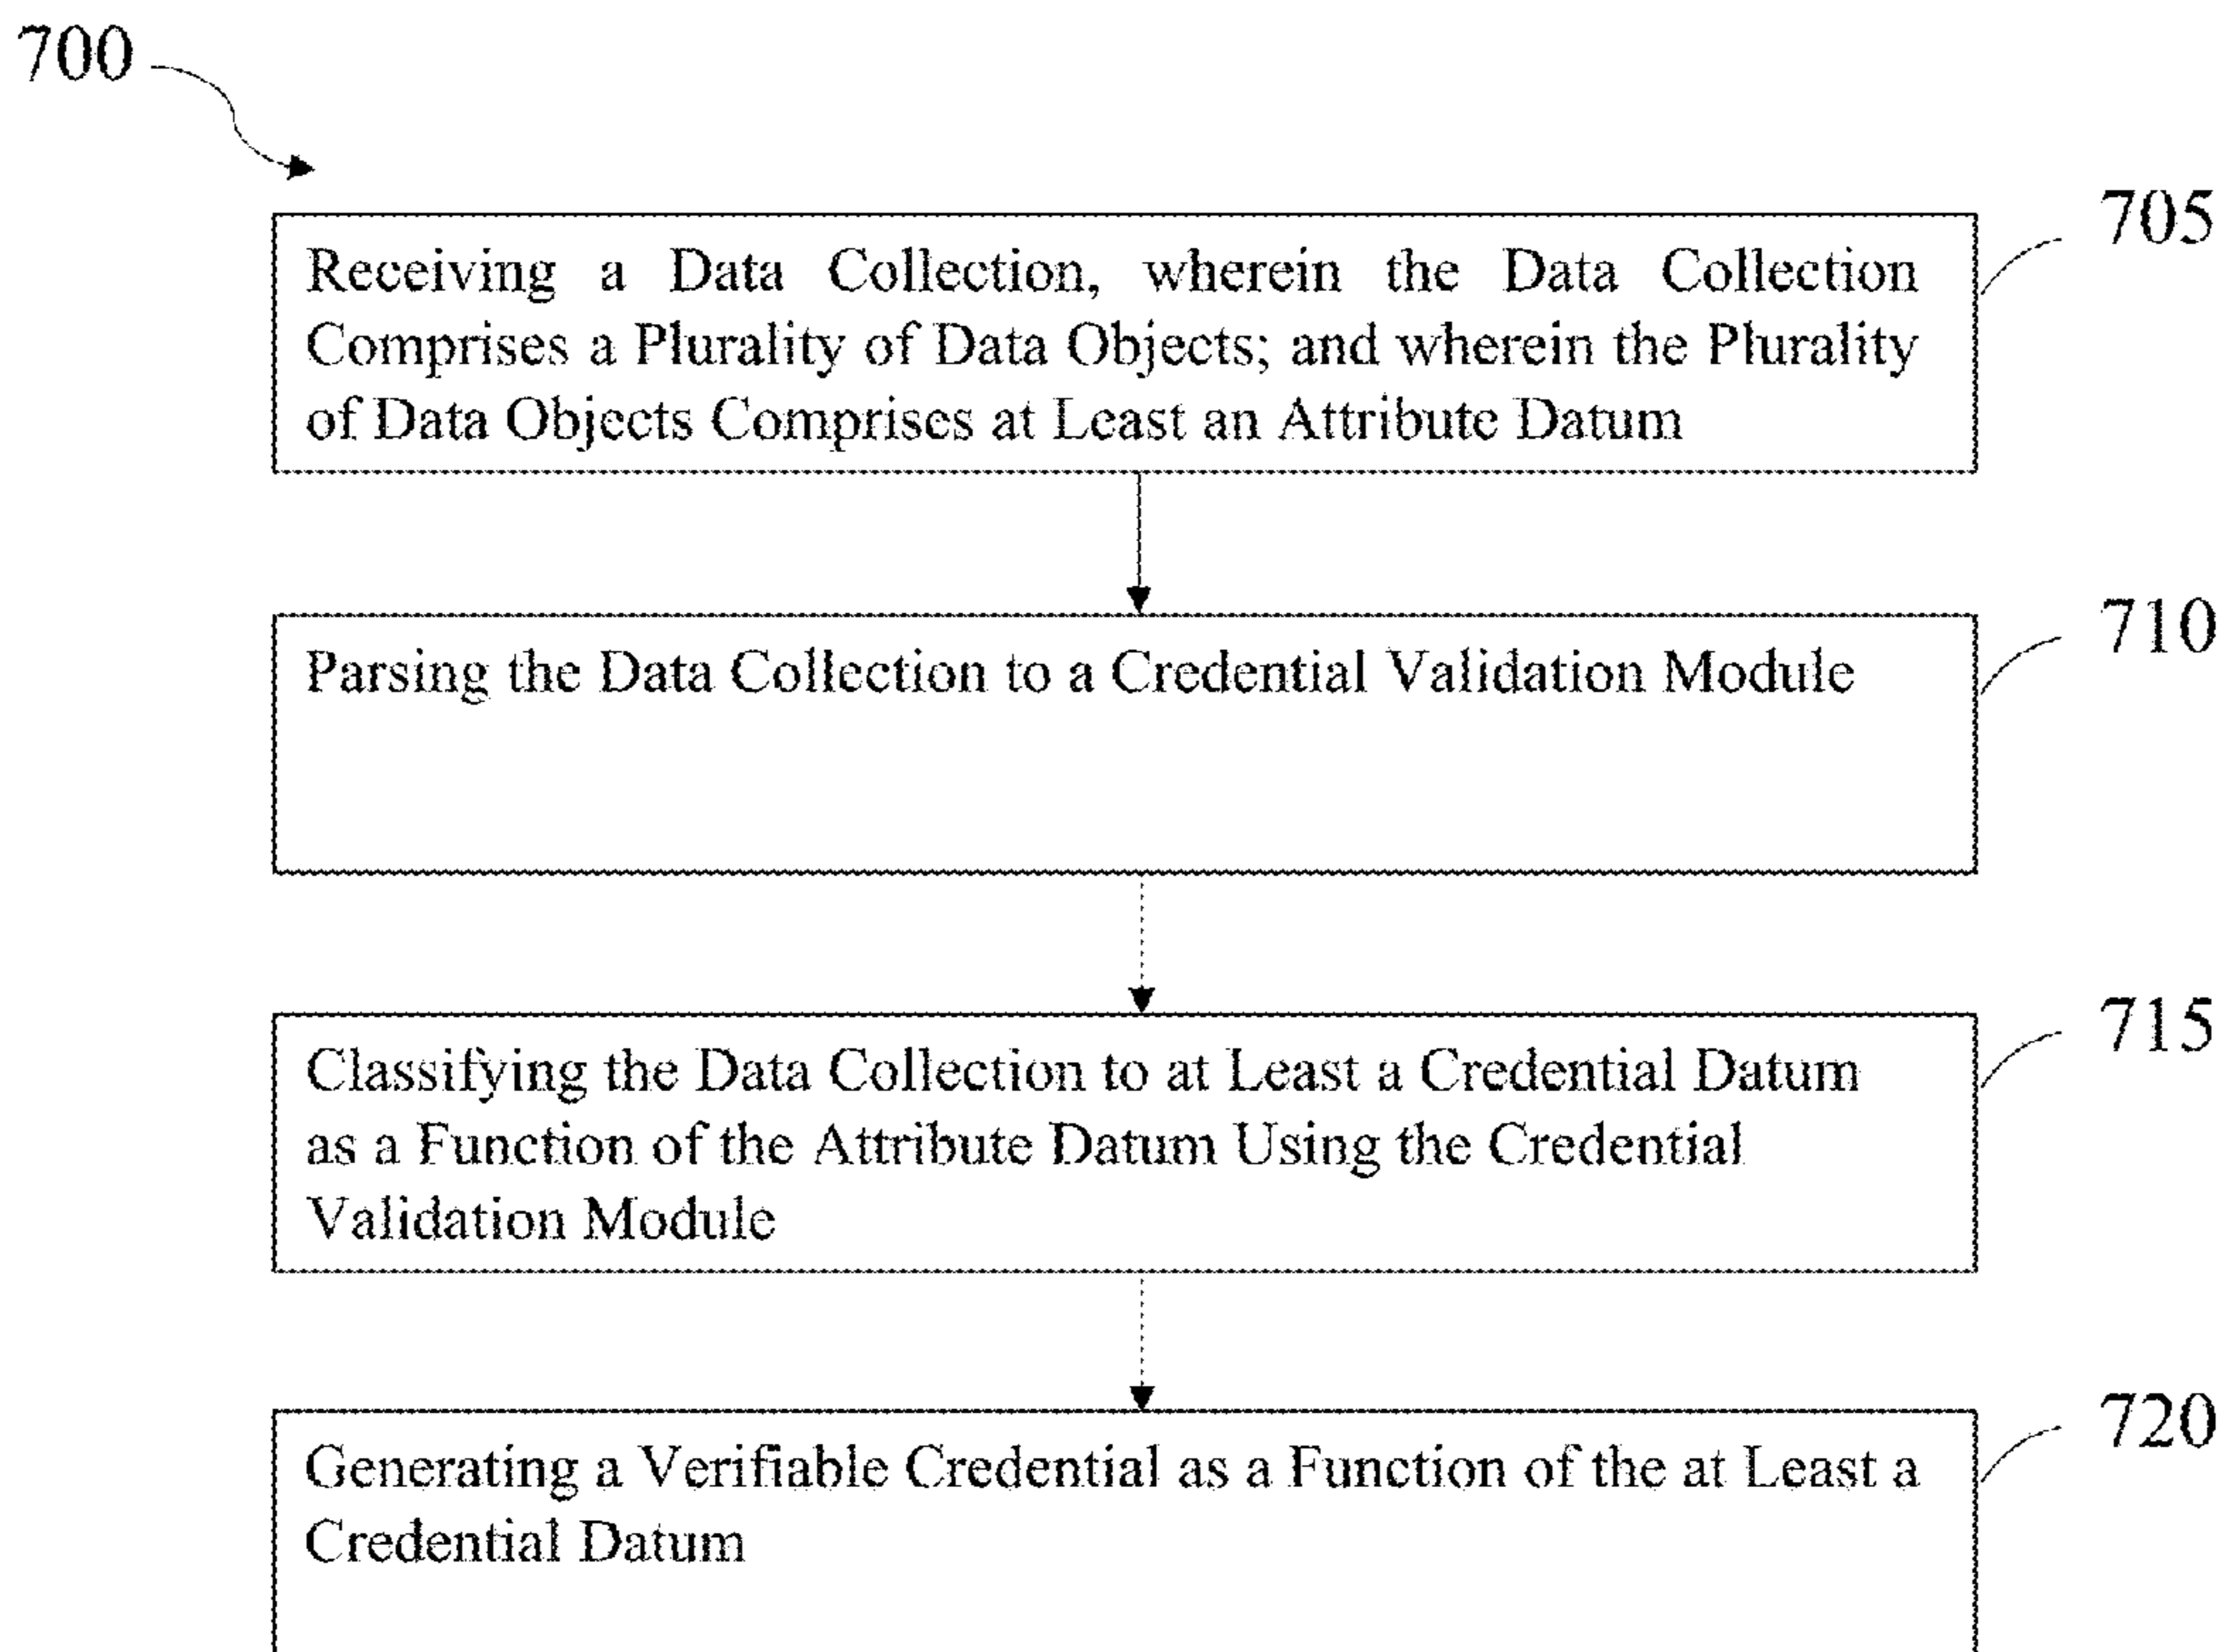 700
705
Receiving a Data Collection, wherein the Data Collection
Comprises a Plurality of Data Objects; and wherein the Plurality
of Data Objects Comprises at Least an Attribute Datum
710
Parsing the Data Collection to a Credential Validation Module
715
Classifying the Data Collection to at Least a Credential Datum
as a Function of the Attribute Datum Using the Credential
Validation Module
720
Generating a Verifiable Credential as a Function of the at Least a
Credential Datum